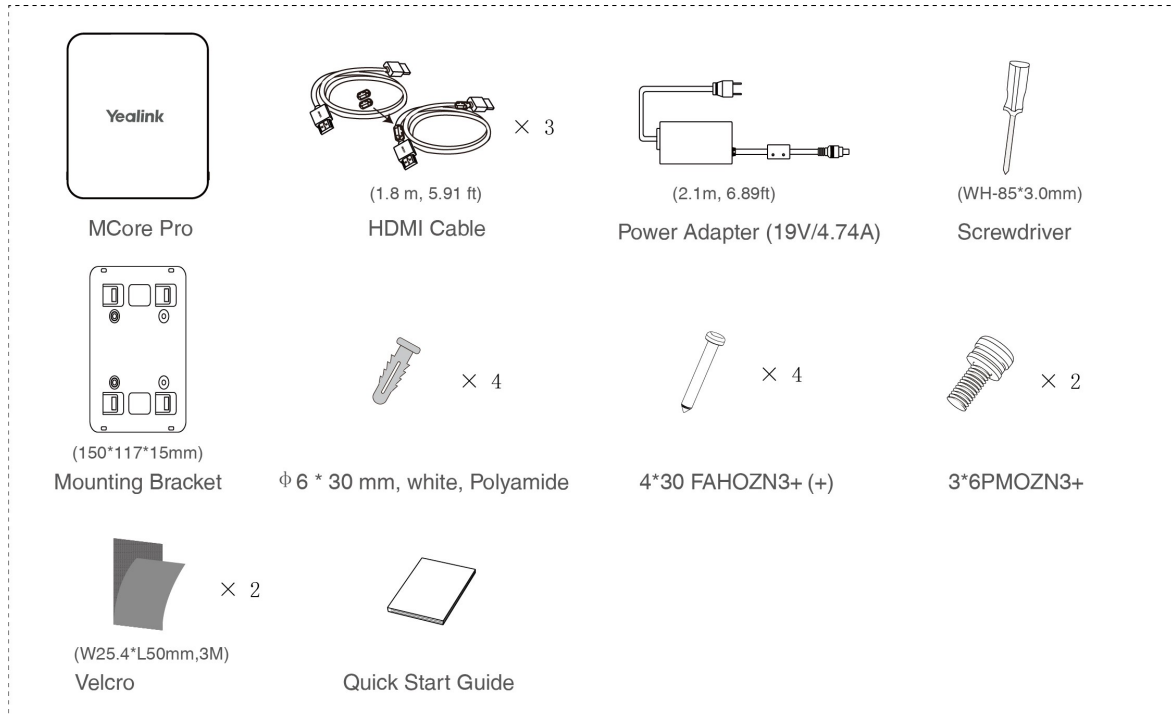 Yealink
× 3
(1.8 m, 5.91 ft)
(2.1m, 6.89ft)
(WH-85*3.0mm)
MCore Pro
HDMI Cable
Power Adapter (19V/4.74A)
Screwdriver
× 4
× 4
× 2
(150*117*15mm)
Mounting Bracket
ϕ6 * 30 mm, white, Polyamide
4*30 FAHOZN3+ (+)
3*6PMOZN3+
× 2
(W25.4*L50mm,3M)
Velcro
Quick Start Guide